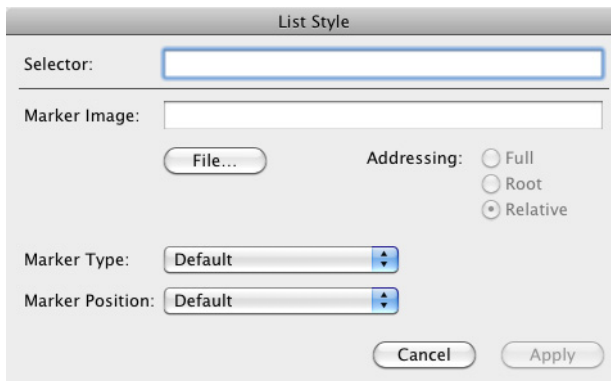 List Style
Selector:
Marker Image:
File... Addressing: Full
Root
Relative
Marker Type: Default
Marker Position: Default
Cancel Apply